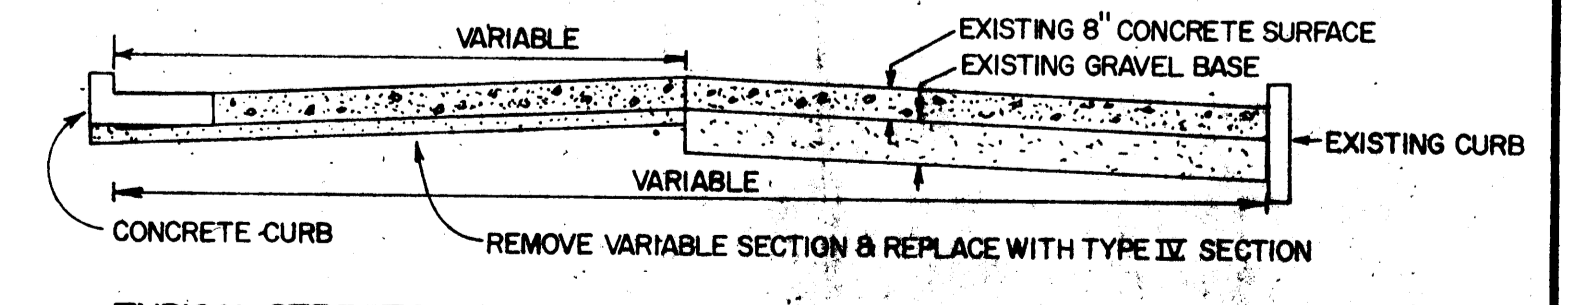 VARIABLE
EXISTING 8" CONCRETE SURFACE
EXISTING GRAVEL BASE
EXISTING CURB
VARIABLE
CONCRETE CURB
REMOVE VARIABLE SECTION & REPLACE WITH TYPE IV SECTION